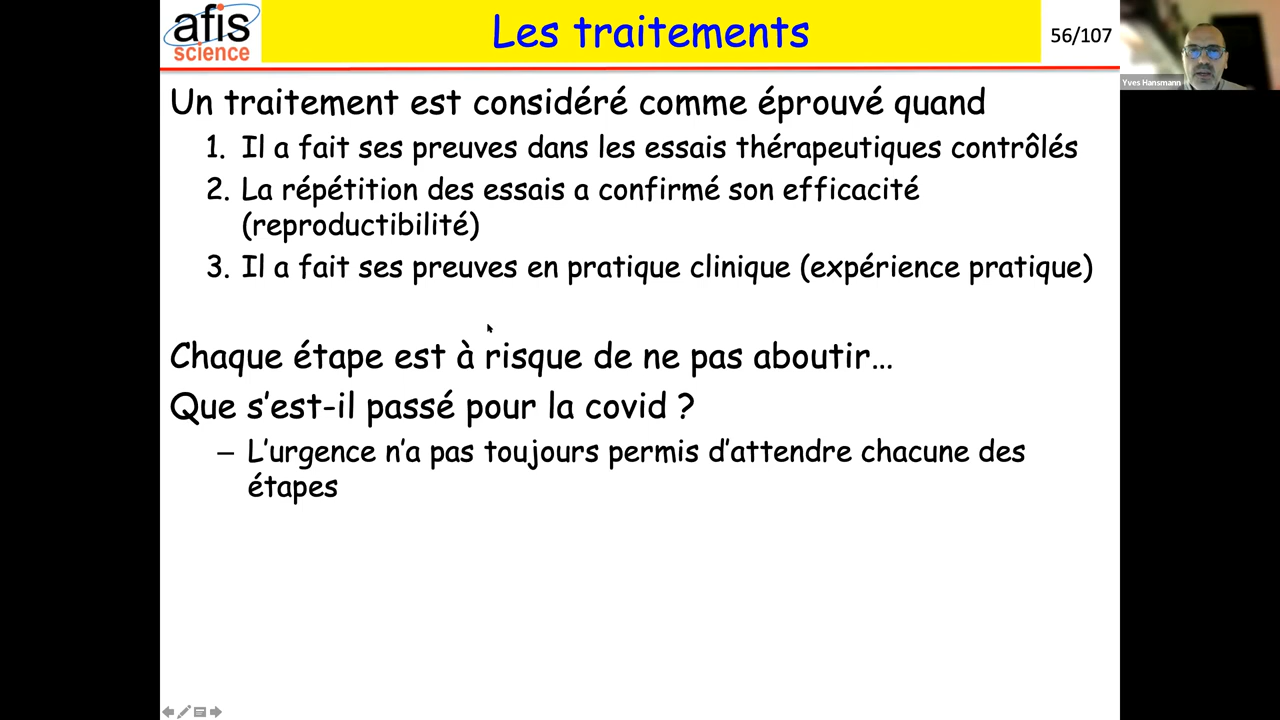 afis
science
Les traitements
56/107
Yves Hansmann
Un traitement est considéré comme éprouvé quand
1. Il a fait ses preuves dans les essais thérapeutiques contrôlés
2. La répétition des essais a confirmé son efficacité
(reproductibilité)
3. Il a fait ses preuves en pratique clinique (expérience pratique)
Chaque étape est à risque de ne pas aboutir…
Que s’est-il passé pour la covid ?
– L’urgence n’a pas toujours permis d’attendre chacune des
étapes